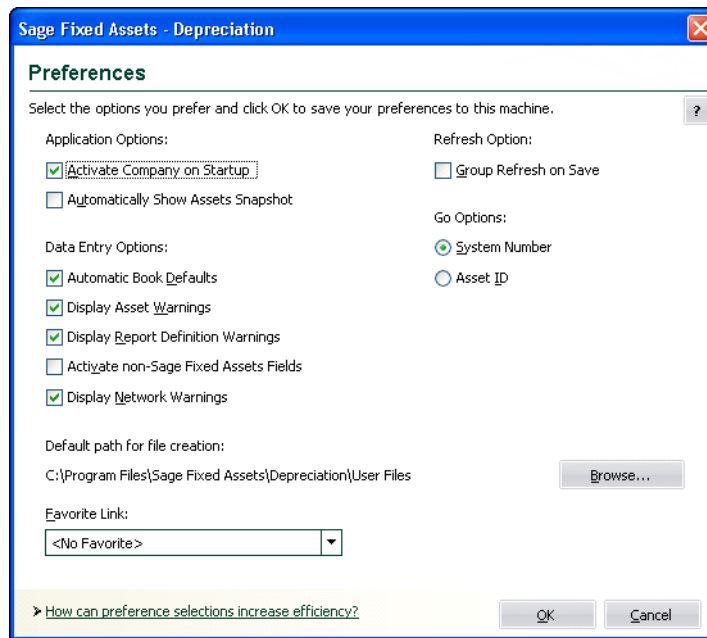 Sage Fixed Assets - Depreciation
Preferences
Select the options you prefer and click OK to save your preferences to this machine.
?
Application Options:
Activate Company on Startup
Automatically Show Assets Snapshot
Refresh Option:
Group Refresh on Save
Go Options:
System Number
Asset ID
Data Entry Options:
Automatic Book Defaults
Display Asset Warnings
Display Report Definition Warnings
Activate non-Sage Fixed Assets Fields
Display Network Warnings
Default path for file creation:
C:\Program Files\Sage Fixed Assets\Depreciation\User Files
Browse...
Favorite Link:
<No Favorite>
How can preference selections increase efficiency?
OK
Cancel